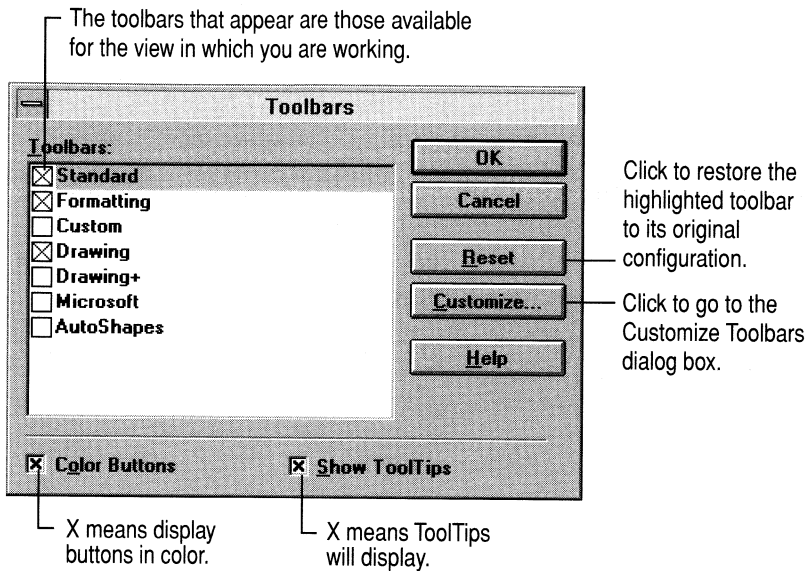 The toolbars that appear are those available
for the view in which you are working.
Toolbars
Toolbars:
Standard
Formatting
Custom
Drawing
Drawing+
Microsoft
AutoShapes
OK
Cancel
Reset
Customize...
Help
Click to restore the
highlighted toolbar
to its original
configuration.
Click to go to the
Customize Toolbars
dialog box.
Color Buttons
Show ToolTips
X means display
buttons in color.
X means ToolTips
will display.